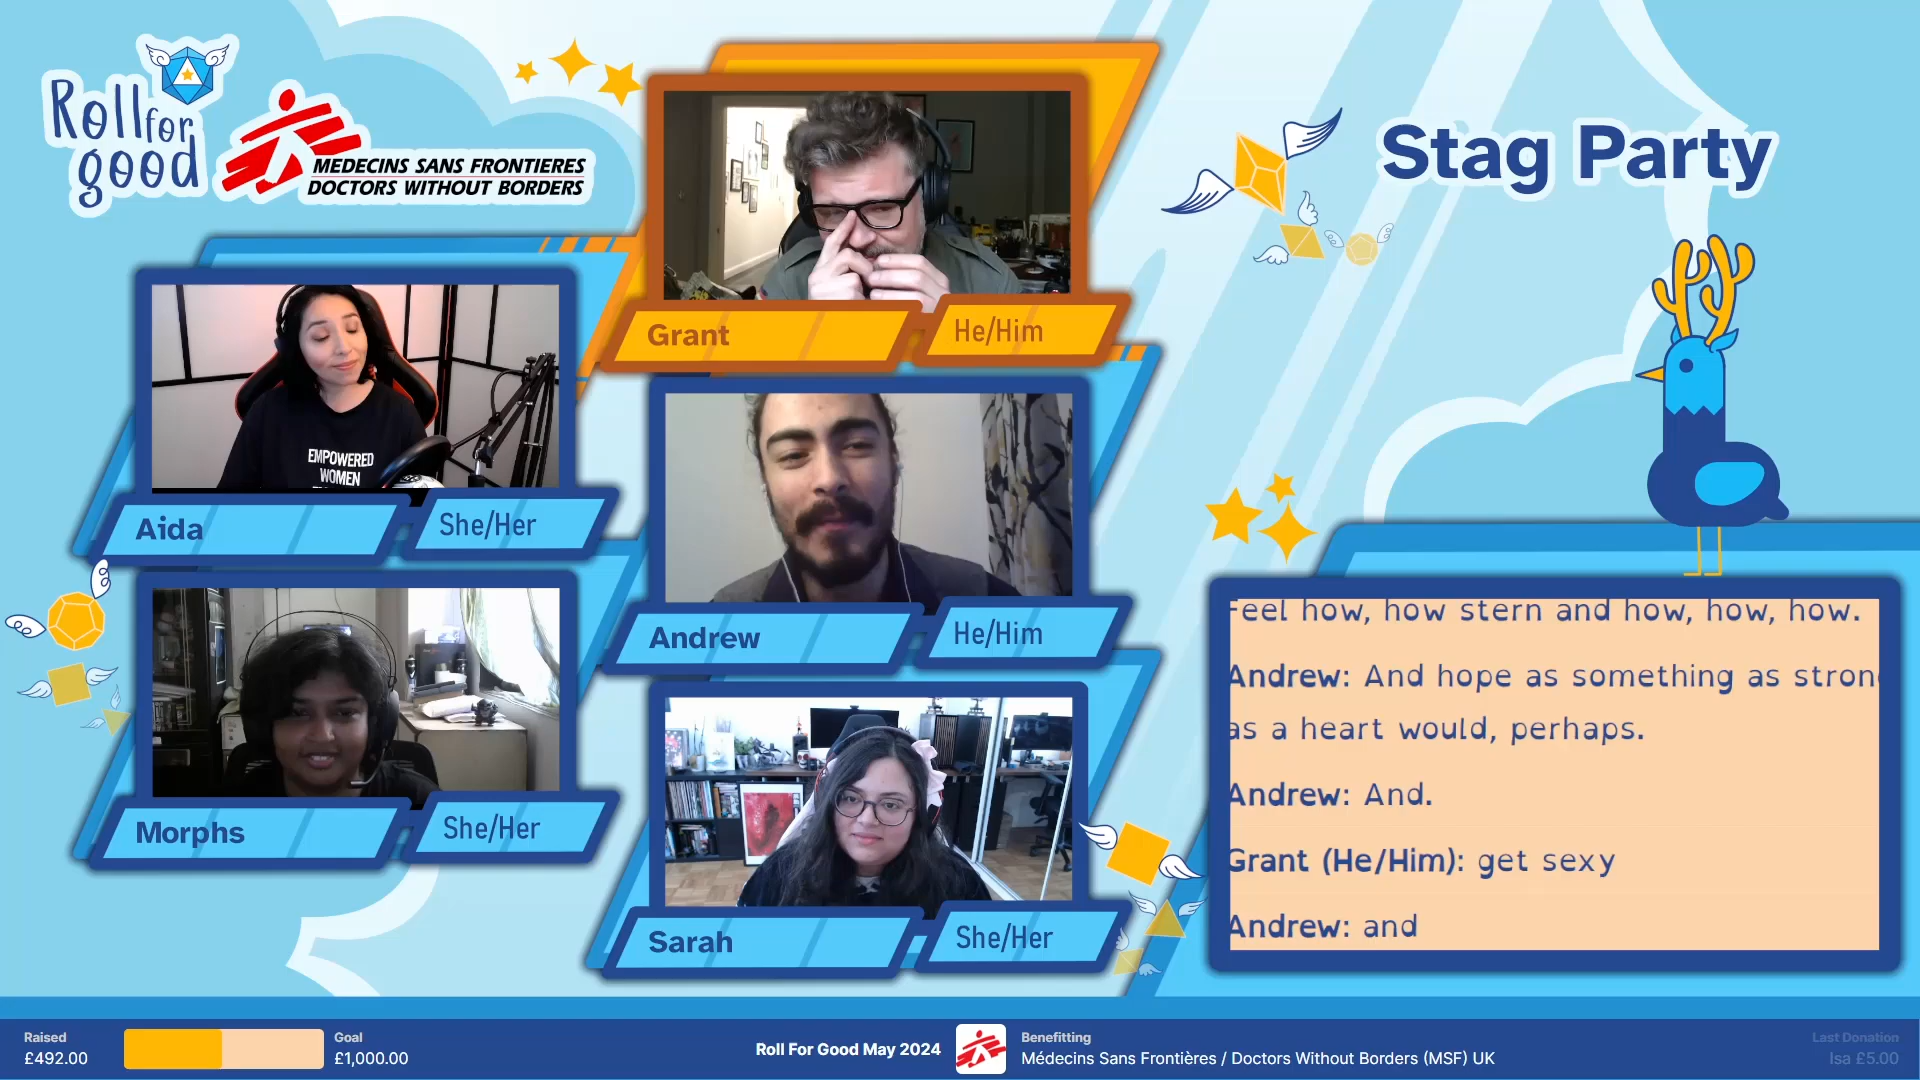 Roll for good
MEDECINS SANS FRONTIERES
DOCTORS WITHOUT BORDERS
Stag Party
Grant
He/Him
EMPOWERED
WOMEN
Aida
She/Her
Andrew
He/Him
Morphs
She/Her
Sarah
She/Her
Feel how, how stern and how, how, how.
Andrew: And hope as something as stron
as a heart would, perhaps.
Andrew: And.
Grant (He/Him): get sexy
Andrew: and
Raised
£492.00
Goal
£1,000.00
Roll For Good May 2024
Benefitting
Médecins Sans Frontières / Doctors Without Borders (MSF) UK
Last Donation
Isa £5.00